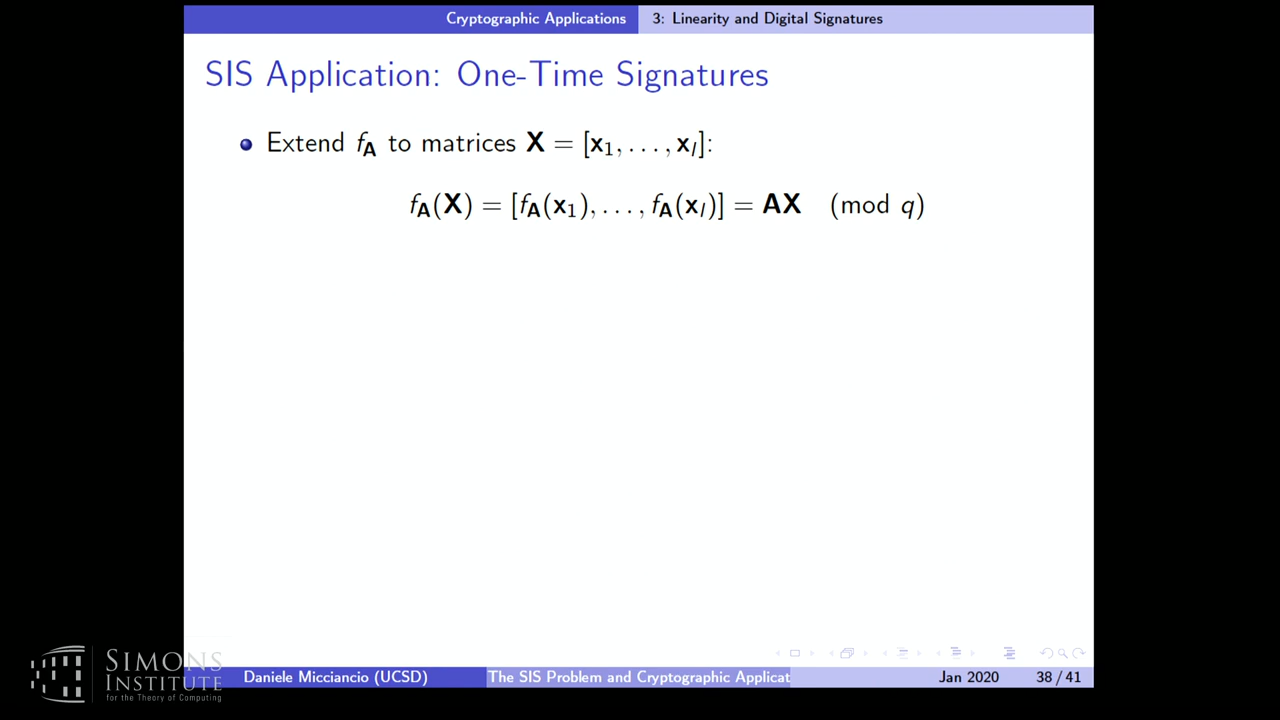 Cryptographic Applications 3: Linearity and Digital Signatures
SIS Application: One-Time Signatures
Extend f_A to matrices X = [x_1, . . . , x_l]:
f_A(X) = [f_A(x_1), . . . , f_A(x_l)] = AX (mod q)
SIMONS
INSTITUTE
for the Theory of Computing
Daniele Micciancio (UCSD) The SIS Problem and Cryptographic Applicat Jan 2020 38 / 41